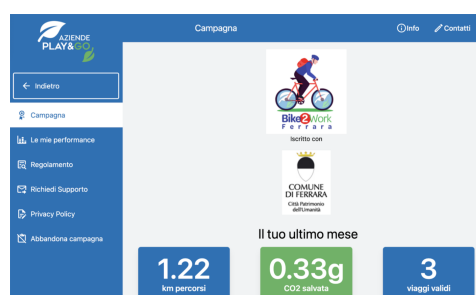 AZIENDE
PLAY&GO
Campagna
Info
Contatti
Indietro
Campagna
Le mie performance
Regolamento
Richiedi Supporto
Privacy Policy
Abbandona campagna
Bike2Work
Ferrara
Iscritto con
COMUNE
DI FERRARA
Città Patrimonio
dell'Umanità
Il tuo ultimo mese
1.22
km percorsi
0.33g
CO2 salvata
3
viaggi validi